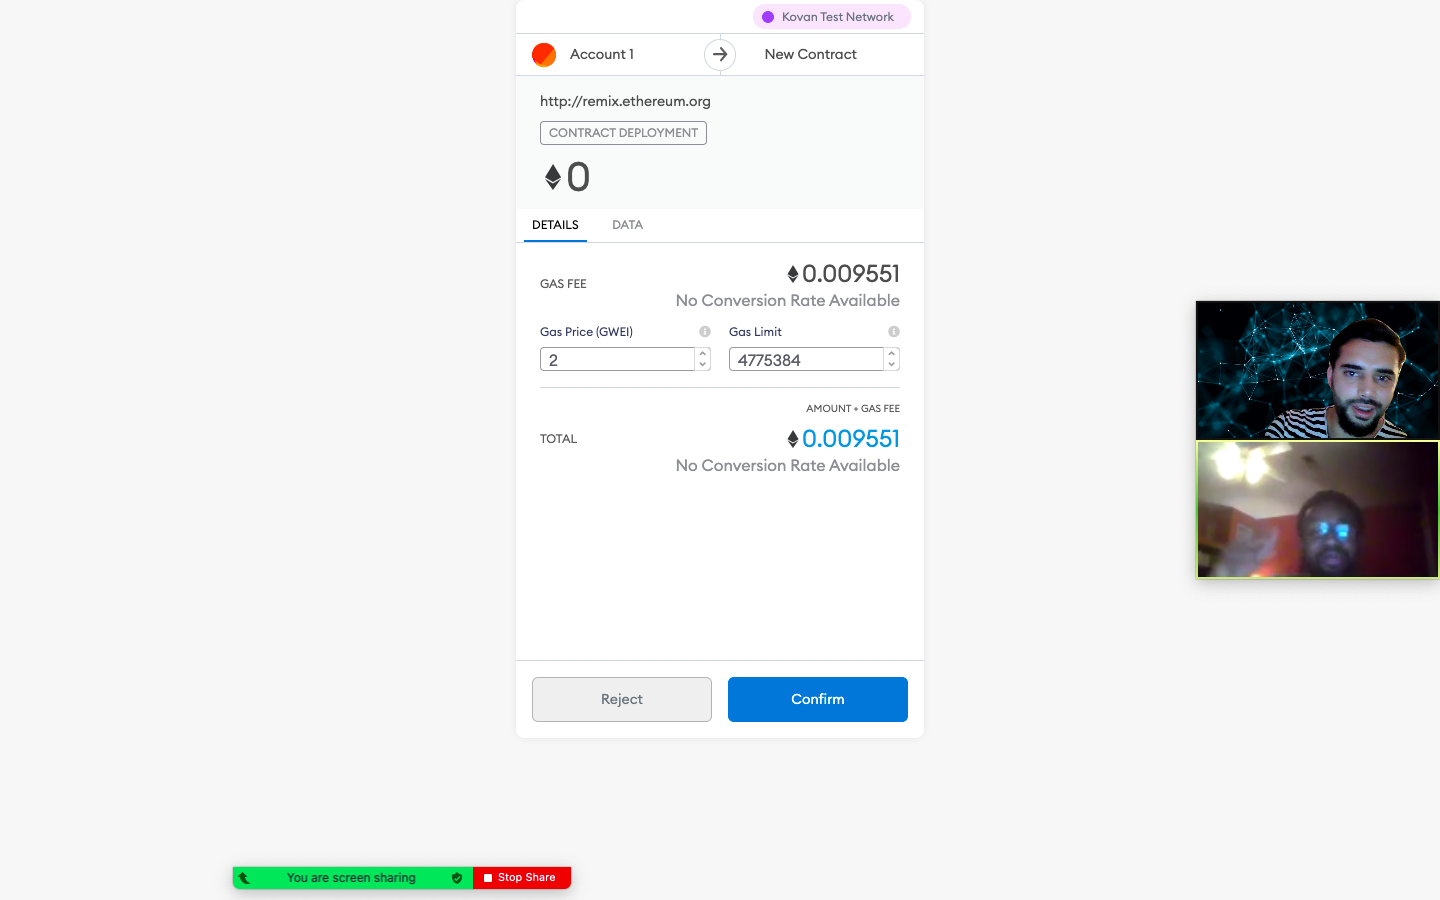 Kovan Test Network
Account 1
New Contract
http://remix.ethereum.org
CONTRACT DEPLOYMENT
0
DETAILS
DATA
GAS FEE
0.009551
No Conversion Rate Available
Gas Price (GWEI)
Gas Limit
2
4775384
AMOUNT + GAS FEE
TOTAL
0.009551
No Conversion Rate Available
Reject
Confirm
You are screen sharing
Stop Share